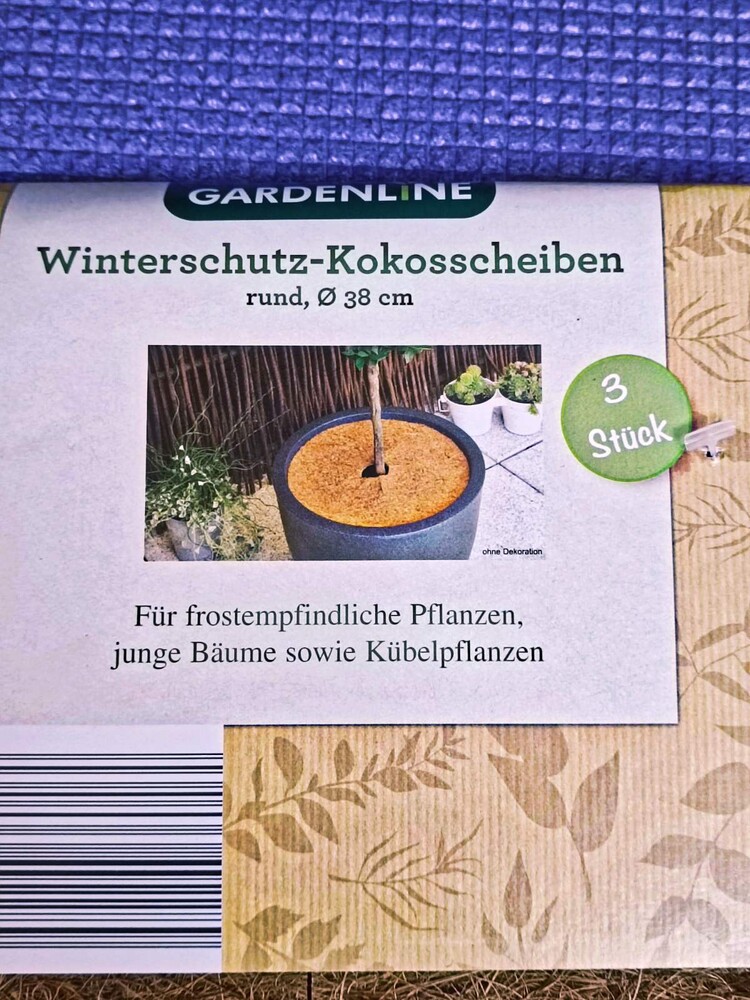 GARDENLINE
Winterschutz-Kokosscheiben
rund, Ø 38 cm
3
Stück
ohne Dekoration
Für frostempfindliche Pflanzen,
junge Bäume sowie Kübelpflanzen